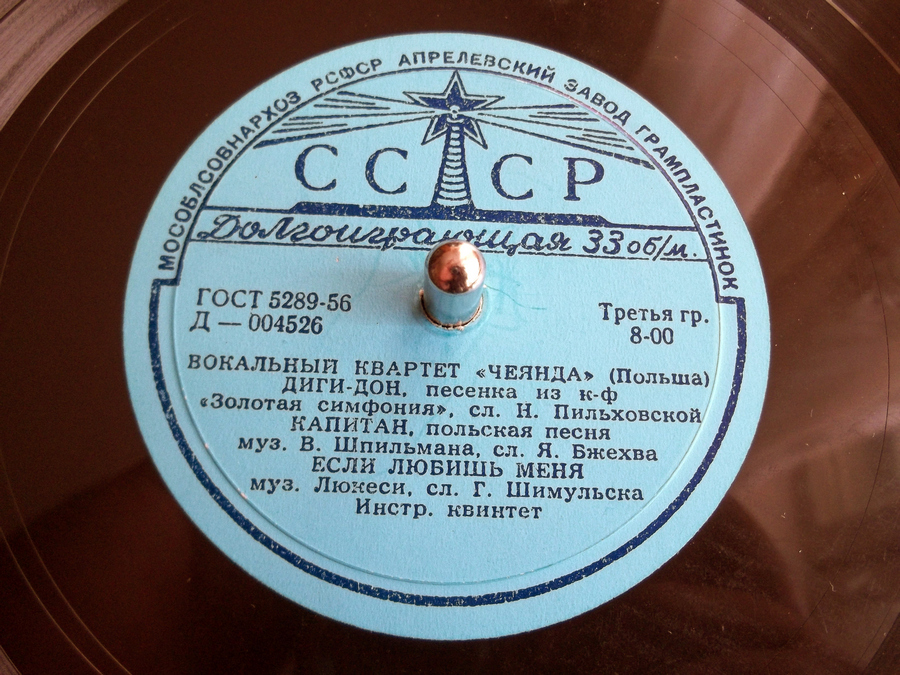 МОСОБЛСОВНАРХОЗ РСФСР АПРЕЛЕВСКИЙ ЗАВОД ГРАМПЛАСТИНОК
СССР
Долгоиграющая 33 об/м.
ГОСТ 5289-56
Д — 004526
Третья гр.
8-00
ВОКАЛЬНЫЙ КВАРТЕТ «ЧЕЯНДА» (Польша)
ДИГИ-ДОН, песенка из к-ф
«Золотая симфония», сл. Н. Пильховской
КАПИТАН, польская песня
муз. В. Шпильмана, сл. Я. Бжехва
ЕСЛИ ЛЮБИШЬ МЕНЯ
муз. Люкеси, сл. Г. Шимульска
Инстр. квинтет